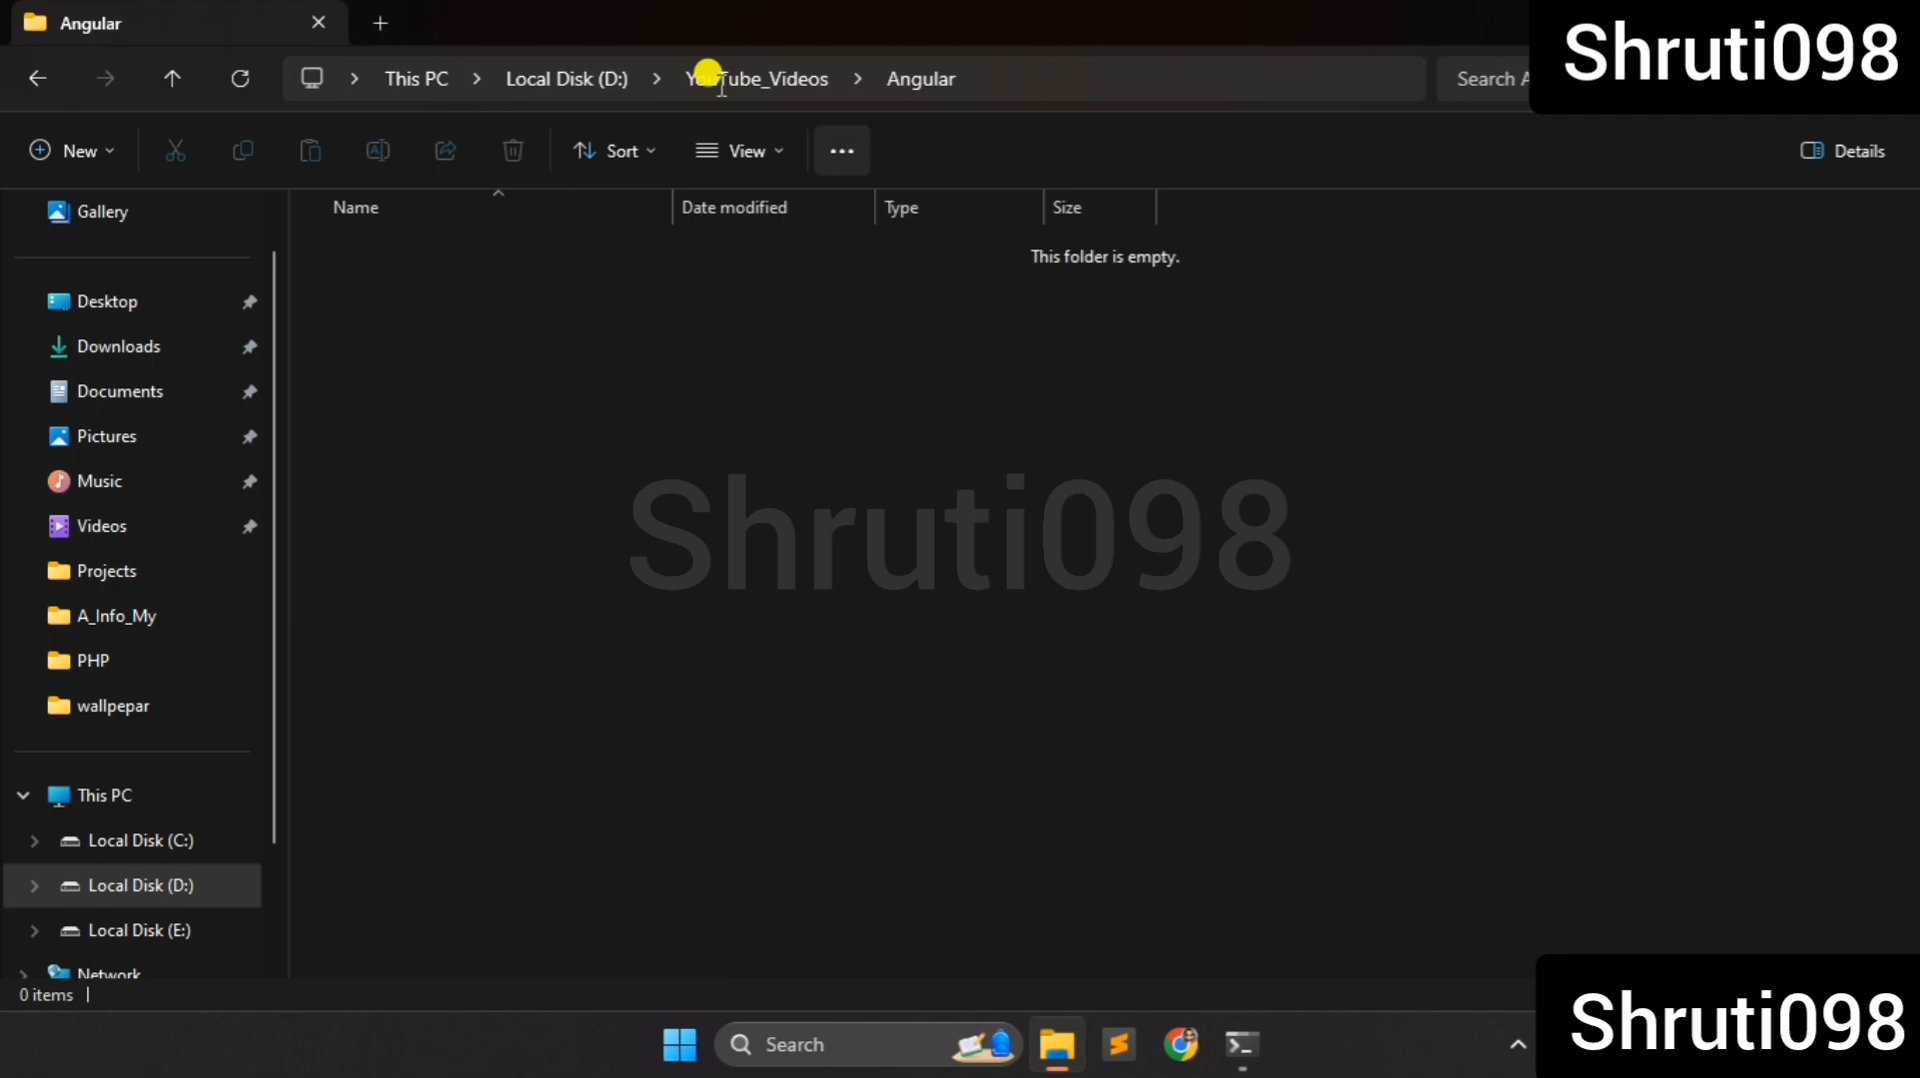 Angular
Shruti098
This PC
Local Disk (D:)
YouTube_Videos
Angular
Search A
New
Sort
View
Details
Gallery
Name
Date modified
Type
Size
This folder is empty.
Desktop
Downloads
Documents
Pictures
Music
Videos
Shruti098
Projects
A_Info_My
PHP
wallpepar
This PC
Local Disk (C:)
Local Disk (D:)
Local Disk (E:)
Network
0 items
Shruti098
Search